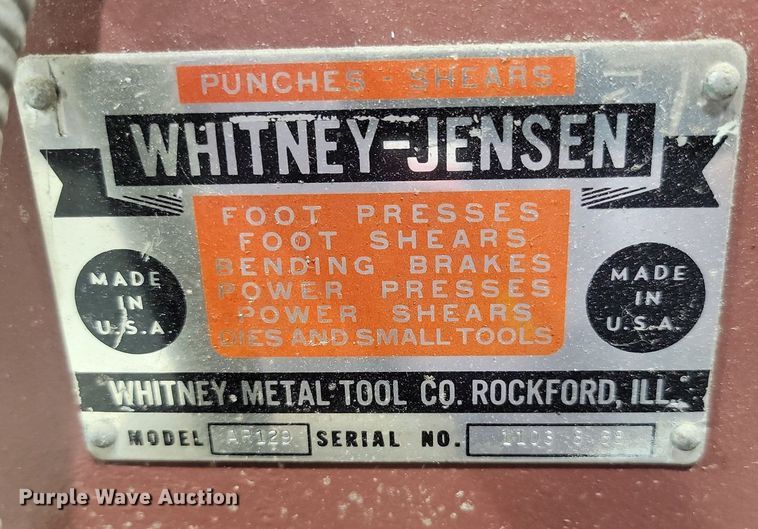 PUNCHES - SHEARS
WHITNEY-JENSEN
FOOT PRESSES
FOOT SHEARS
BENDING BRAKES
POWER PRESSES
POWER SHEARS
DIES AND SMALL TOOLS
MADE
IN
U.S.A.
MADE
IN
U.S.A.
WHITNEY METAL TOOL CO. ROCKFORD, ILL.
MODEL SERIAL NO.
Purple Wave Auction